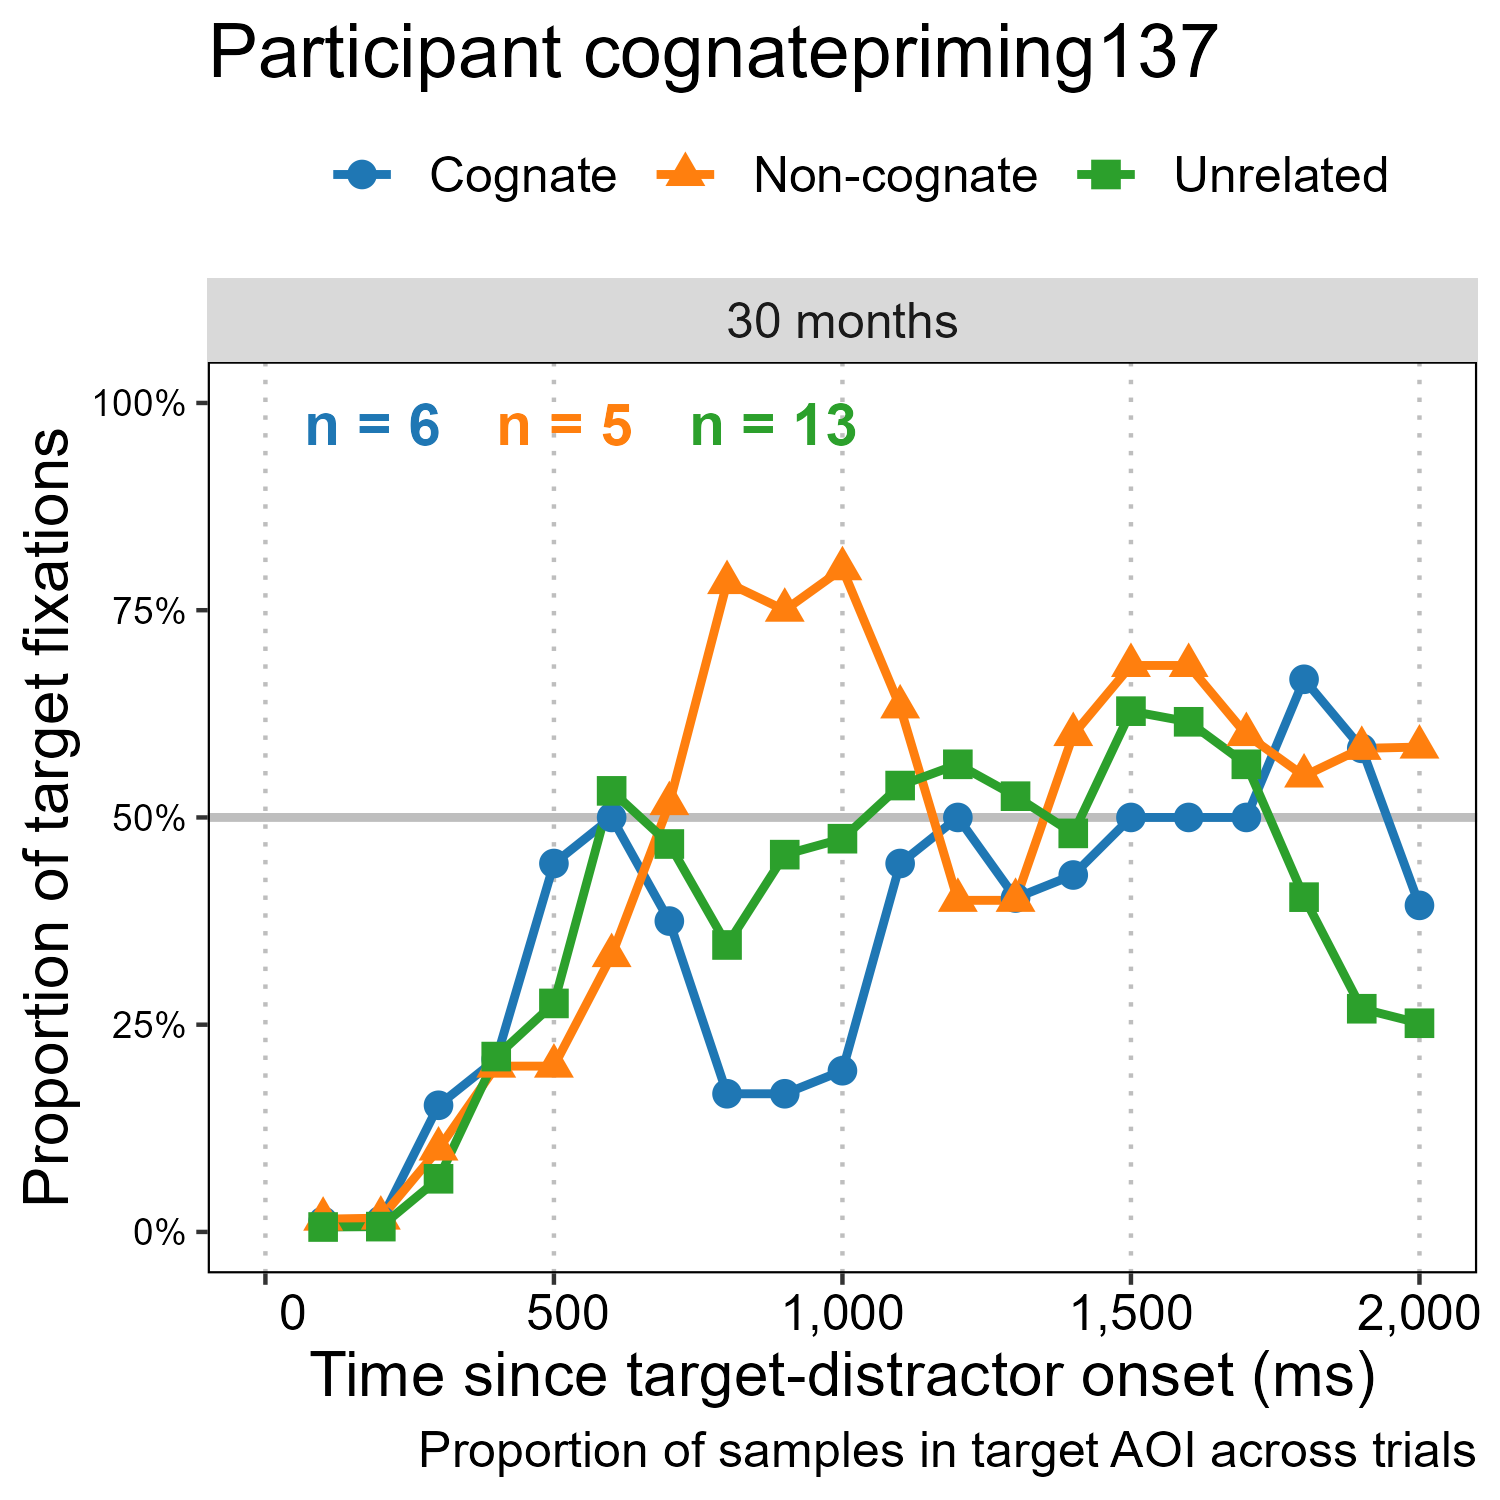 Participant cognatepriming137
Cognate Non-cognate Unrelated
30 months
n = 6 n = 5 n = 13
100%
75%
50%
25%
0%
Proportion of target fixations
0 500 1,000 1,500 2,000
Time since target-distractor onset (ms)
Proportion of samples in target AOI across trials